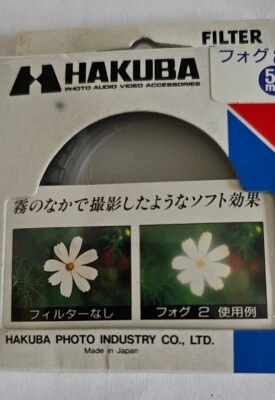 FILTER
フォグ
HAKUBA
PHOTO AUDIO VIDEO ACCESSORIES
5
霧のなかで撮影したようなソフト効果
フィルターなし
フォグ 2 使用例
HAKUBA PHOTO INDUSTRY CO., LTD.
Made in Japan